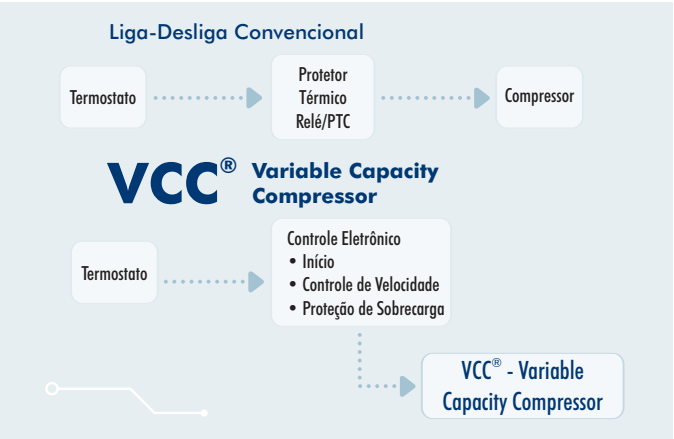 Liga-Desliga Convencional
Termostato
Protetor
Térmico
Relé/PTC
Compressor
VCC® Variable Capacity
Compressor
Termostato
Controle Eletrônico
• Início
• Controle de Velocidade
• Proteção de Sobrecarga
VCC® - Variable
Capacity Compressor